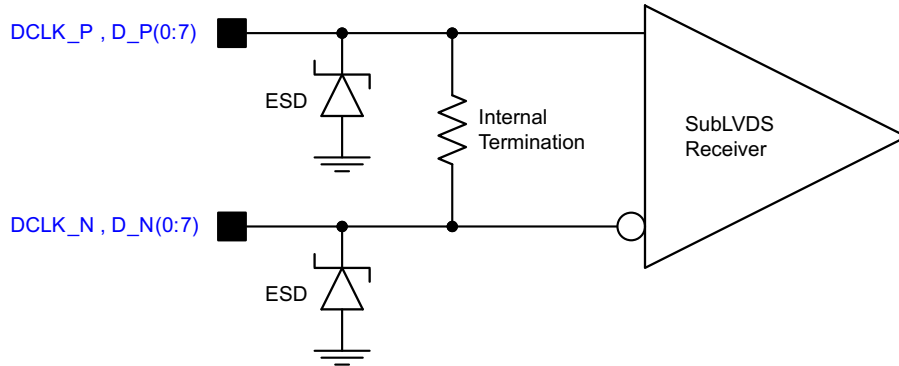 DCLK_P , D_P(0:7)
ESD
Internal
Termination
SubLVDS
Receiver
DCLK_N , D_N(0:7)
ESD